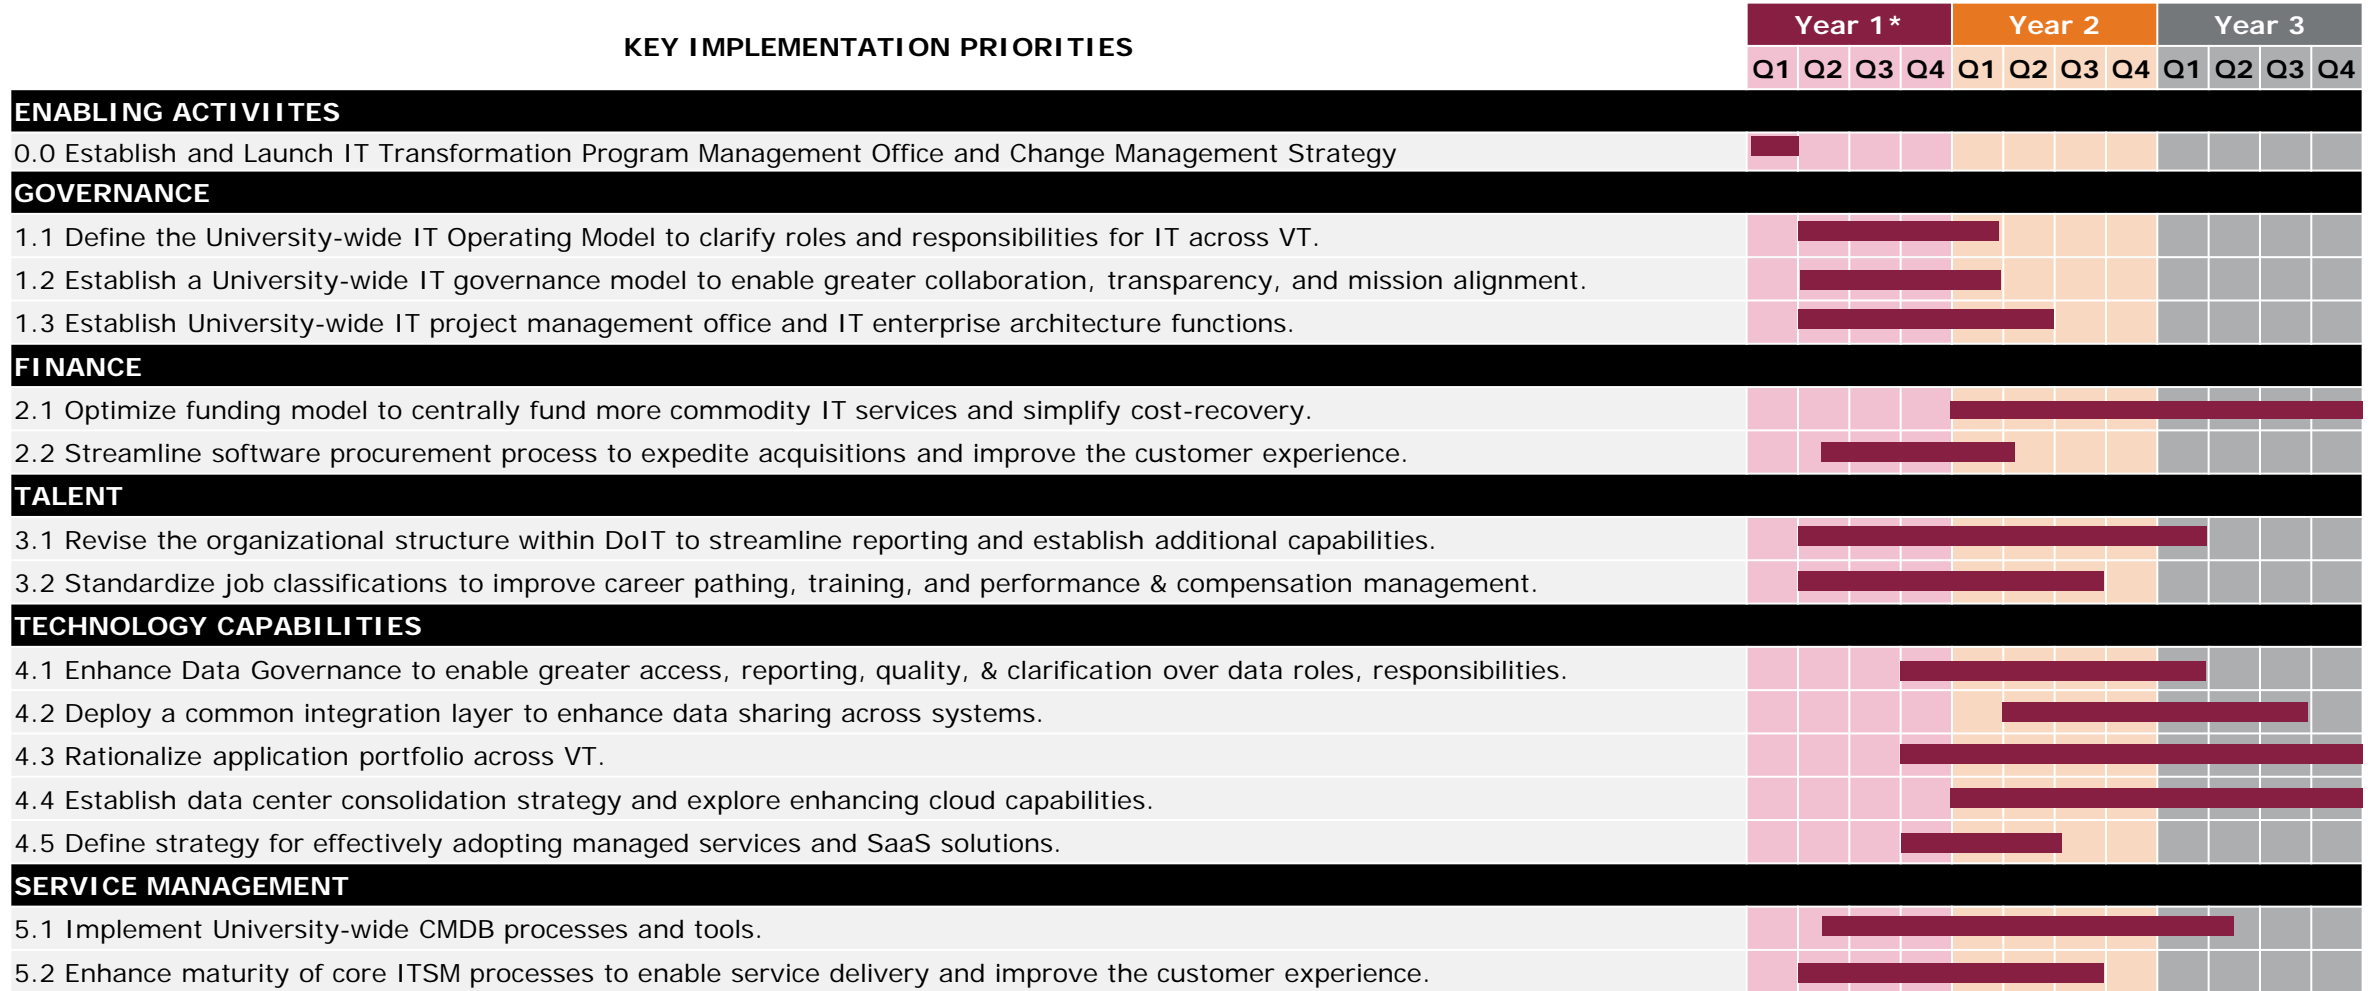 KEY IMPLEMENTATION PRIORITIES
Year 1* Year 2 Year 3
Q1 Q2 Q3 Q4 Q1 Q2 Q3 Q4 Q1 Q2 Q3 Q4
ENABLING ACTIVIITES
0.0 Establish and Launch IT Transformation Program Management Office and Change Management Strategy
GOVERNANCE
1.1 Define the University-wide IT Operating Model to clarify roles and responsibilities for IT across VT.
1.2 Establish a University-wide IT governance model to enable greater collaboration, transparency, and mission alignment.
1.3 Establish University-wide IT project management office and IT enterprise architecture functions.
FINANCE
2.1 Optimize funding model to centrally fund more commodity IT services and simplify cost-recovery.
2.2 Streamline software procurement process to expedite acquisitions and improve the customer experience.
TALENT
3.1 Revise the organizational structure within DoIT to streamline reporting and establish additional capabilities.
3.2 Standardize job classifications to improve career pathing, training, and performance & compensation management.
TECHNOLOGY CAPABILITIES
4.1 Enhance Data Governance to enable greater access, reporting, quality, & clarification over data roles, responsibilities.
4.2 Deploy a common integration layer to enhance data sharing across systems.
4.3 Rationalize application portfolio across VT.
4.4 Establish data center consolidation strategy and explore enhancing cloud capabilities.
4.5 Define strategy for effectively adopting managed services and SaaS solutions.
SERVICE MANAGEMENT
5.1 Implement University-wide CMDB processes and tools.
5.2 Enhance maturity of core ITSM processes to enable service delivery and improve the customer experience.